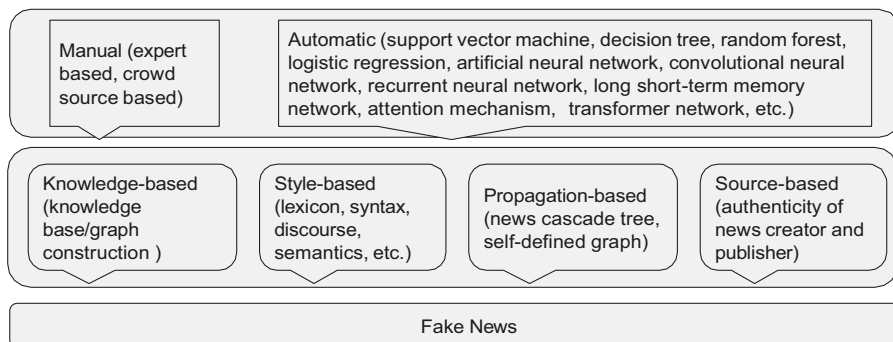 Manual (expert
based, crowd
source based)
Automatic (support vector machine, decision tree, random forest,
logistic regression, artificial neural network, convolutional neural
network, recurrent neural network, long short-term memory
network, attention mechanism, transformer network, etc.)
Knowledge-based
(knowledge
base/graph
construction )
Style-based
(lexicon, syntax,
discourse,
semantics, etc.)
Propagation-based
(news cascade tree,
self-defined graph)
Source-based
(authenticity of
news creator and
publisher)
Fake News